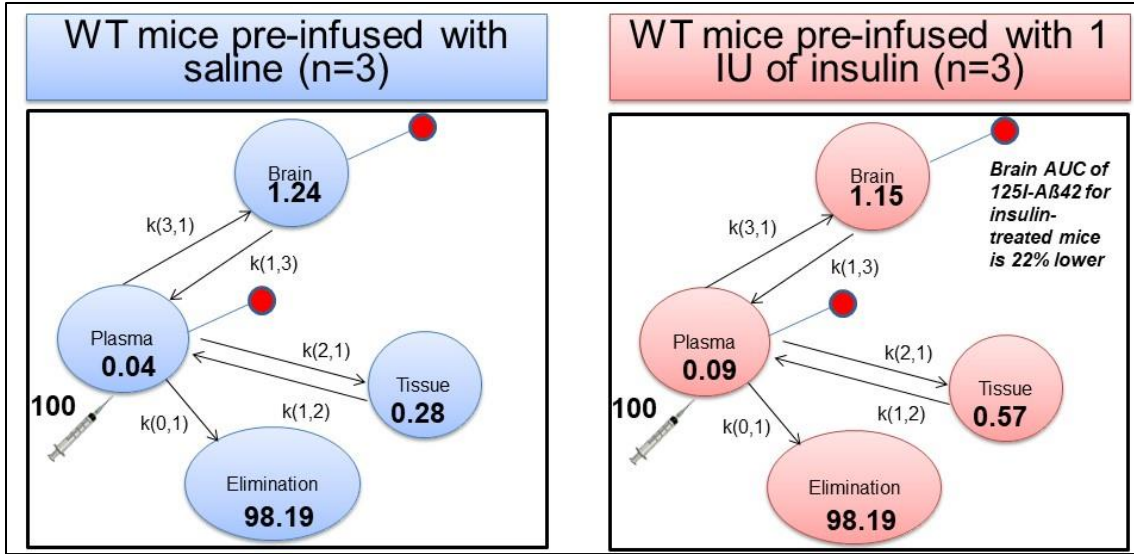 WT mice pre-infused with
saline (n=3)
Brain
1.24
k(3,1)
k(1,3)
Plasma
0.04
k(2,1)
k(1,2)
Tissue
0.28
100
k(0,1)
Elimination
98.19
WT mice pre-infused with 1
IU of insulin (n=3)
Brain
1.15
Brain AUC of
125I-Aß42 for
insulin-
treated mice
is 22% lower
k(3,1)
k(1,3)
Plasma
0.09
k(2,1)
k(1,2)
Tissue
0.57
100
k(0,1)
Elimination
98.19